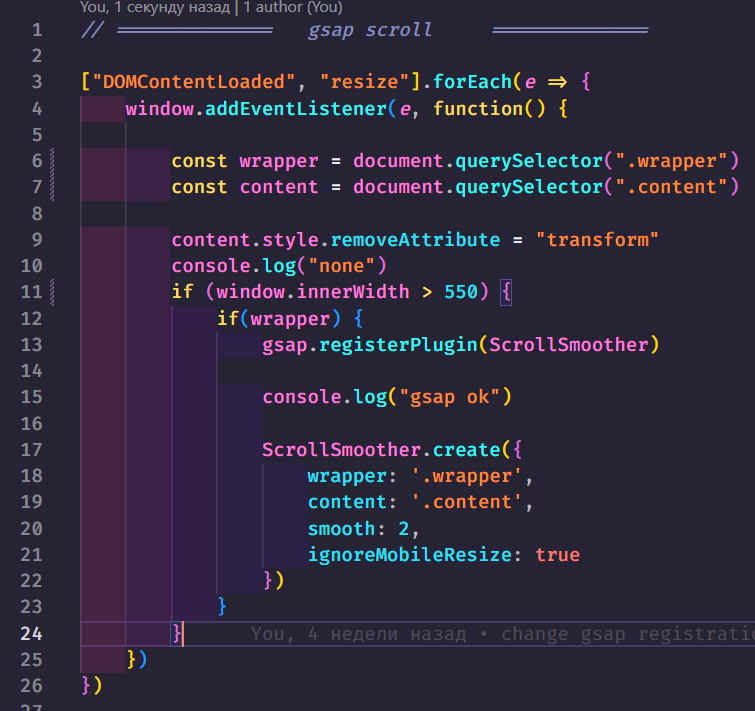 You, 1 секунду назад | 1 author (You)
1 // ═════════════ gsap scroll ═════════════
2
3 ["DOMContentLoaded", "resize"].forEach(e => {
4 window.addEventListener(e, function() {
5
6 const wrapper = document.querySelector(".wrapper")
7 const content = document.querySelector(".content")
8
9 content.style.removeAttribute = "transform"
10 console.log("none")
11 if (window.innerWidth > 550) {
12 if(wrapper) {
13 gsap.registerPlugin(ScrollSmoother)
14
15 console.log("gsap ok")
16
17 ScrollSmoother.create({
18 wrapper: '.wrapper',
19 content: '.content',
20 smooth: 2,
21 ignoreMobileResize: true
22 })
23 }
24 } You, 4 недели назад • change gsap registratio
25 })
26 })
27